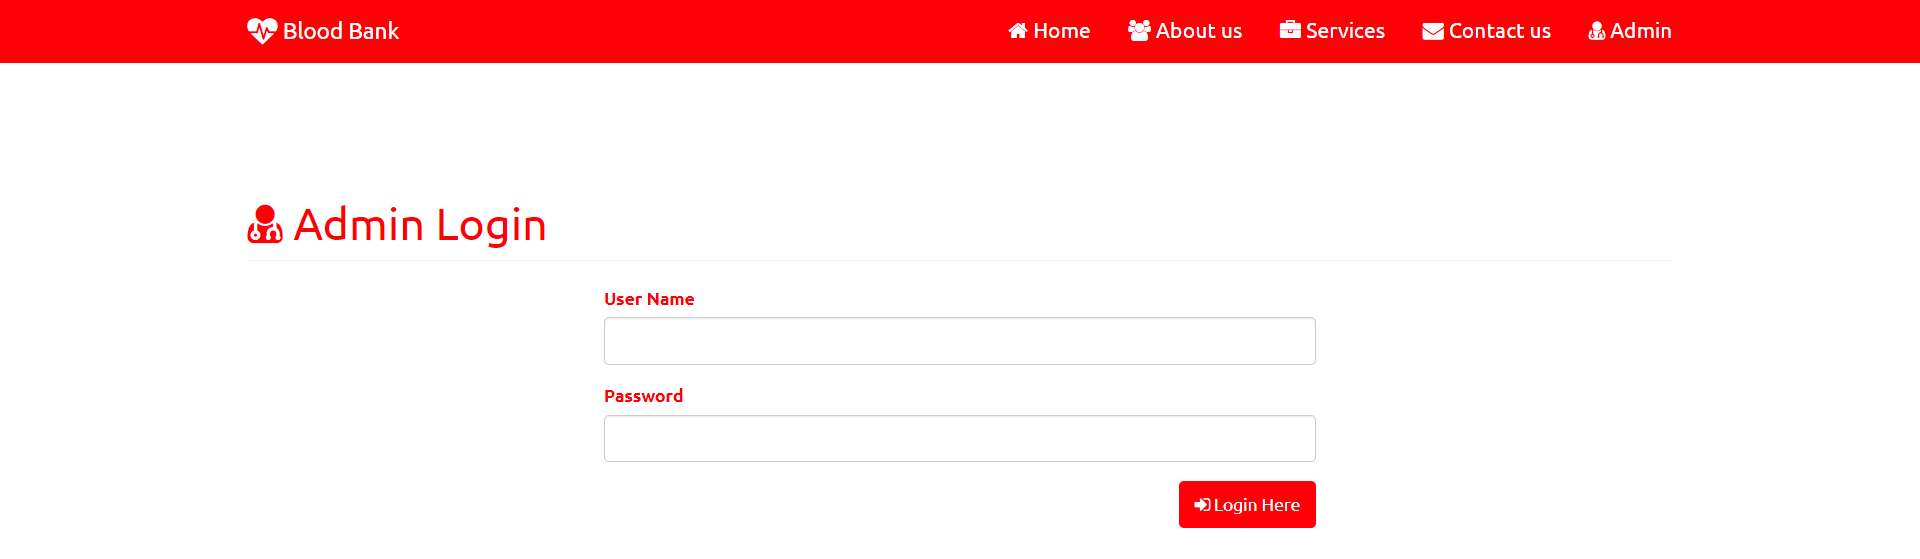 Blood Bank Home About us Services Contact us Admin
Admin Login
User Name
Password
Login Here